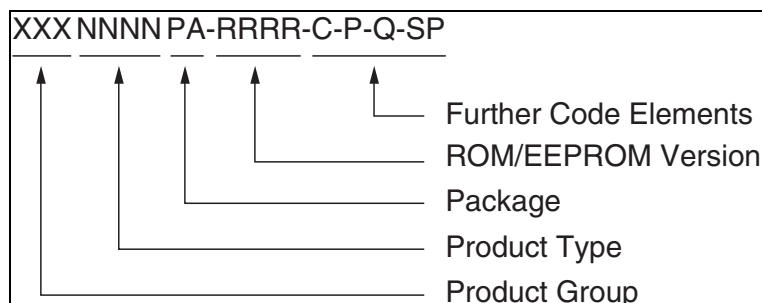 XXX NNNN PA-RRRR-C-P-Q-SP
Further Code Elements
ROM/EEPROM Version
Package
Product Type
Product Group